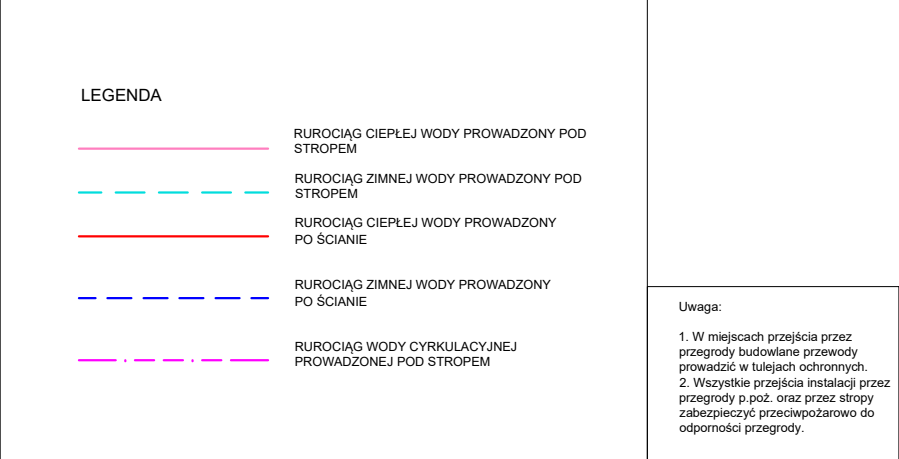 LEGENDA
RUROCIĄG CIEPŁEJ WODY PROWADZONY POD
STROPEM
RUROCIĄG ZIMNEJ WODY PROWADZONY POD
STROPEM
RUROCIĄG CIEPŁEJ WODY PROWADZONY
PO ŚCIANIE
RUROCIĄG ZIMNEJ WODY PROWADZONY
PO ŚCIANIE
RUROCIĄG WODY CYRKULACYJNEJ
PROWADZONEJ POD STROPEM
Uwaga:
1. W miejscach przejścia przez
przegrody budowlane przewody
prowadzić w tulejach ochronnych.
2. Wszystkie przejścia instalacji przez
przegrody p.poż. oraz przez stropy
zabezpieczyć przeciwpożarowo do
odporności przegrody.